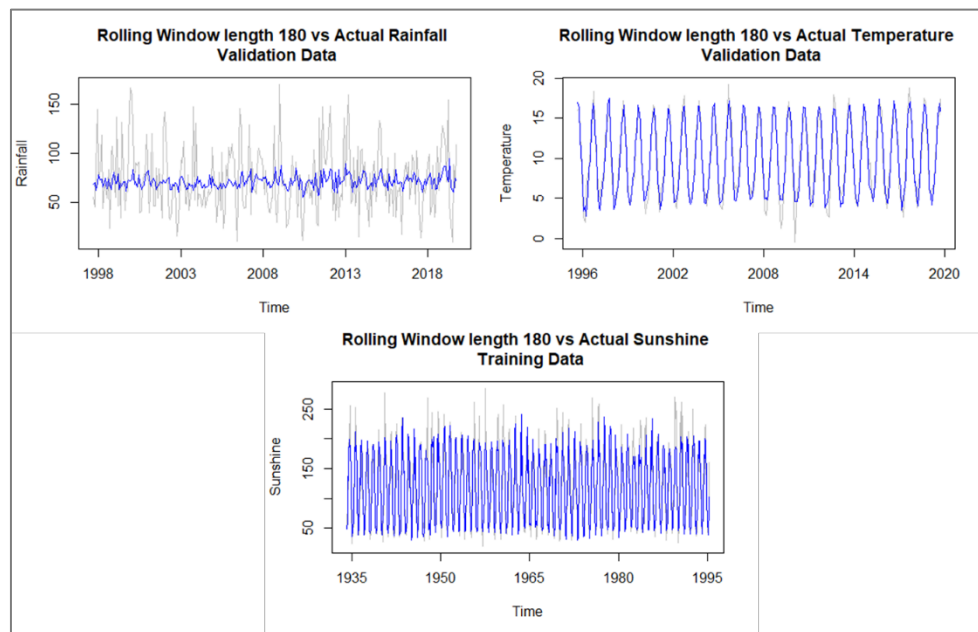 Rolling Window length 180 vs Actual Rainfall
Validation Data
Rainfall
150
100
50
1998
2003
2008
2013
2018
Time
Rolling Window length 180 vs Actual Temperature
Validation Data
Temperature
20
15
10
5
0
1996
2002
2008
2014
2020
Time
Rolling Window length 180 vs Actual Sunshine
Training Data
Sunshine
250
150
50
1935
1950
1965
1980
1995
Time